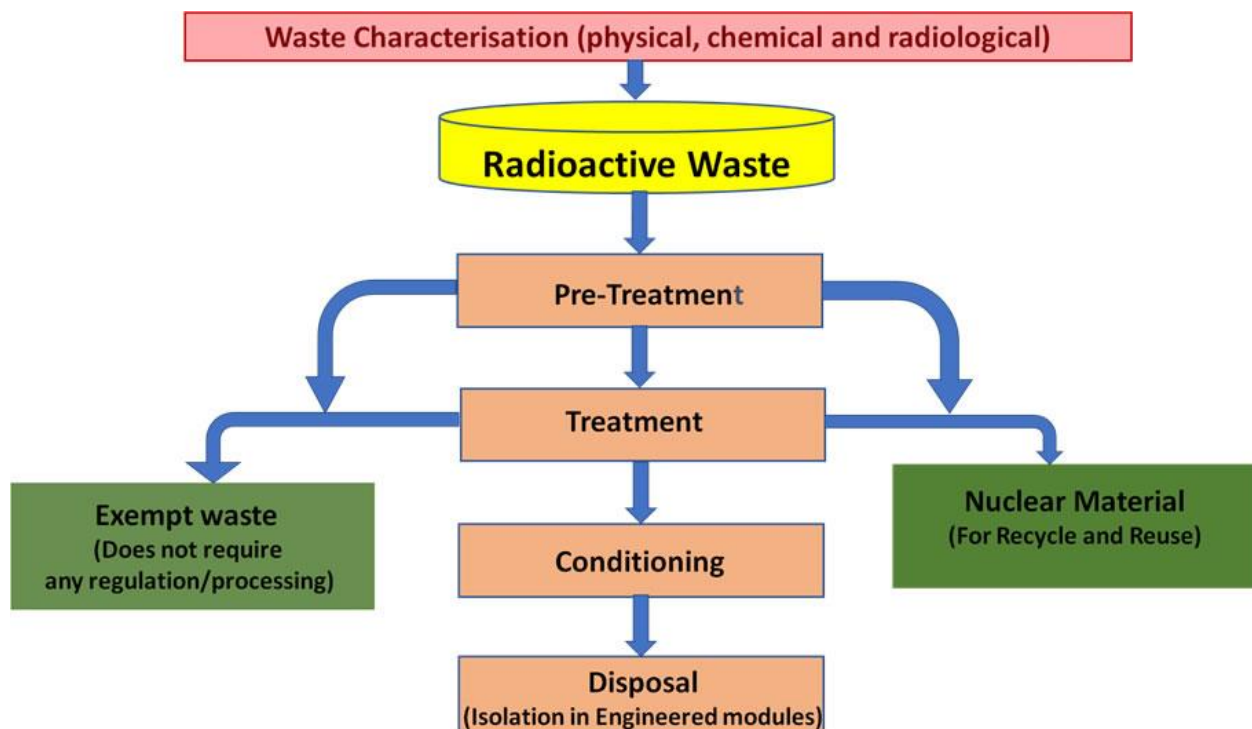 Waste Characterisation (physical, chemical and radiological)
Radioactive Waste
Pre-Treatment
Treatment
Exempt waste
(Does not require
any regulation/processing)
Nuclear Material
(For Recycle and Reuse)
Conditioning
Disposal
(Isolation in Engineered modules)